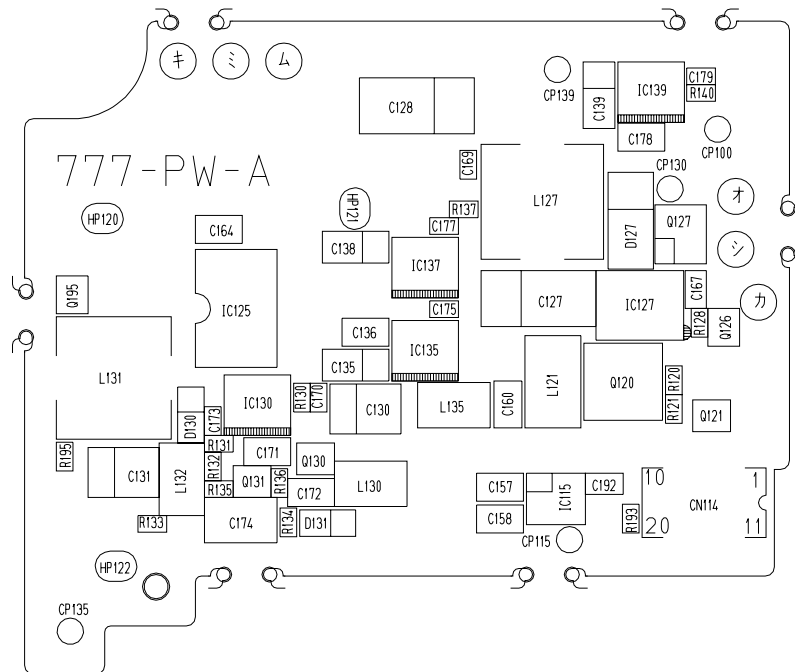 キ ミ ム
C128
CP139
C139
IC139
C179
R140
C178
CP100
777-PW-A
C169
L127
CP130
オ
HP120
HP121
R137
C177
D127
Q127
C164
C138
IC137
シ
IC125
C127
IC127
C167
カ
Q195
C175
R128
Q126
C136
IC135
L131
C135
L121
Q120
R120
IC130
R130
C170
C130
L135
C160
R121
Q121
D130
C173
R131
C171
R195
C131
L132
R132
Q130
R135
Q131
R136
C172
L130
C157
IC115
C192
10 1
CN114
R133
C174
R134
D131
C158
R193
20 11
CP115
HP122
CP135